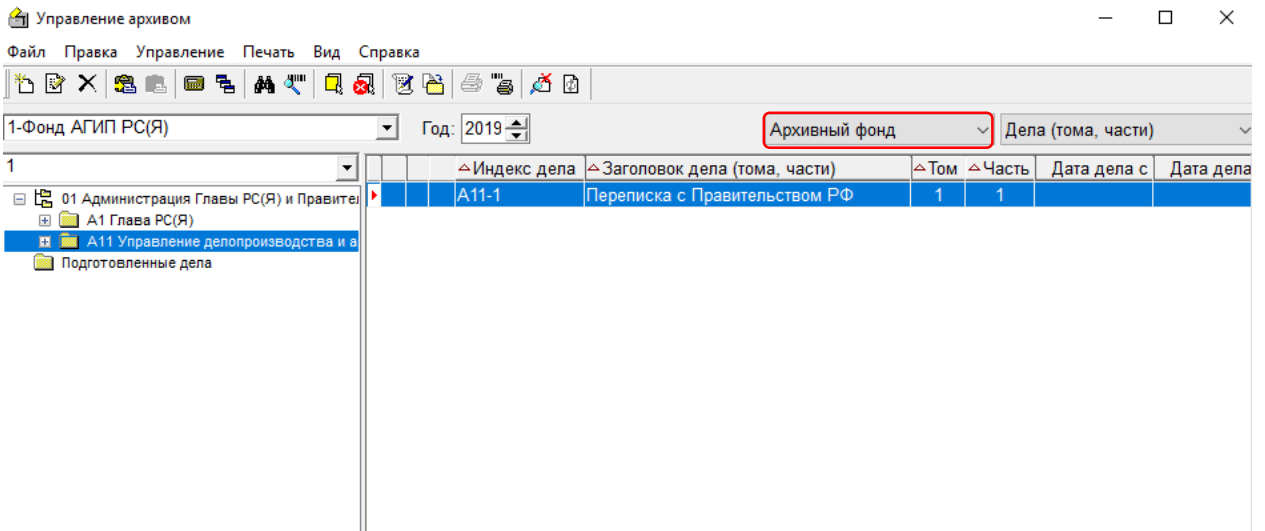 Управление архивом
Файл Правка Управление Печать Вид Справка
1-Фонд АГИП РС(Я) Год: 2019 Архивный фонд Дела (тома, части)
1
Индекс дела Заголовок дела (тома, части) Том Часть Дата дела с Дата дела
А11-1 Переписка с Правительством РФ 1 1
01 Администрация Главы РС(Я) и Правител
А1 Глава РС(Я)
А11 Управление делопроизводства и а
Подготовленные дела